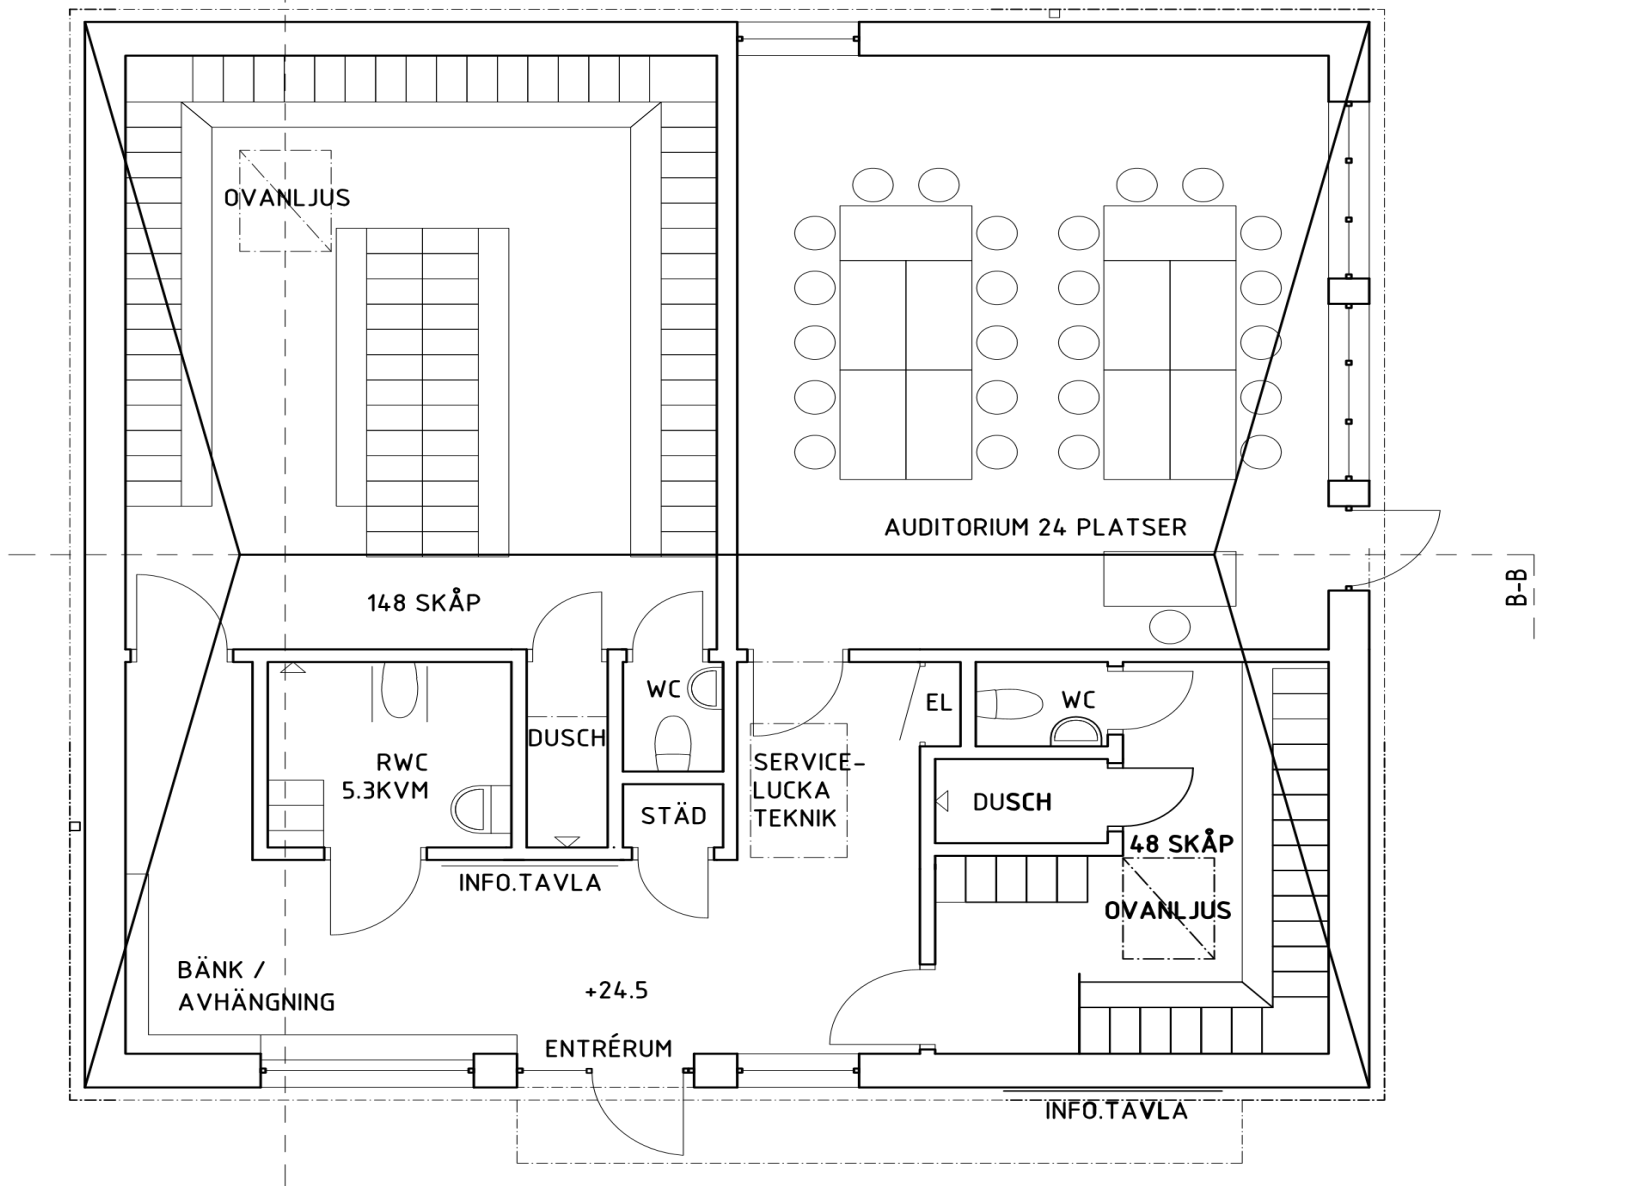 OVANLJUS
AUDITORIUM 24 PLATSER
B-B
148 SKÅP
WC
EL
WC
DUSCH
RWC
5.3KVM
SERVICE-
LUCKA
TEKNIK
STÄD
DUSCH
48 SKÅP
INFO.TAVLA
OVANLJUS
BÄNK /
AVHÄNGNING
+24.5
ENTRÉRUM
INFO.TAVLA